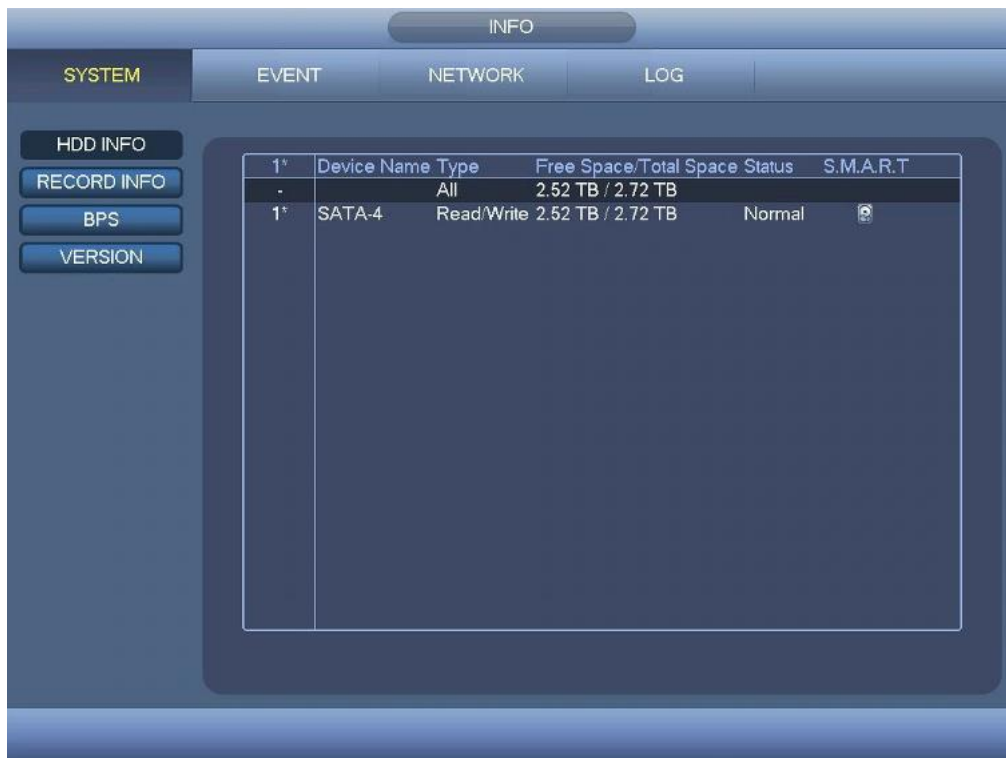 INFO
SYSTEM EVENT NETWORK LOG
HDD INFO
RECORD INFO
BPS
VERSION
1* Device Name Type Free Space/Total Space Status S.M.A.R.T
- All 2.52 TB / 2.72 TB
1* SATA-4 Read/Write 2.52 TB / 2.72 TB Normal